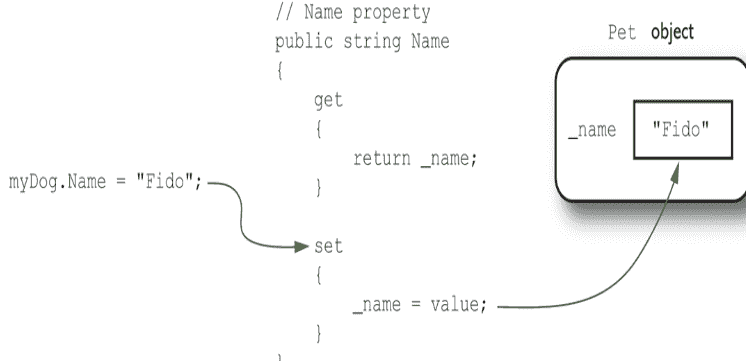 // Name property
public string Name
{
get
{
return _name;
}
set
{
_name = value;
}
}
myDog.Name = "Fido";
Pet object
_name "Fido"